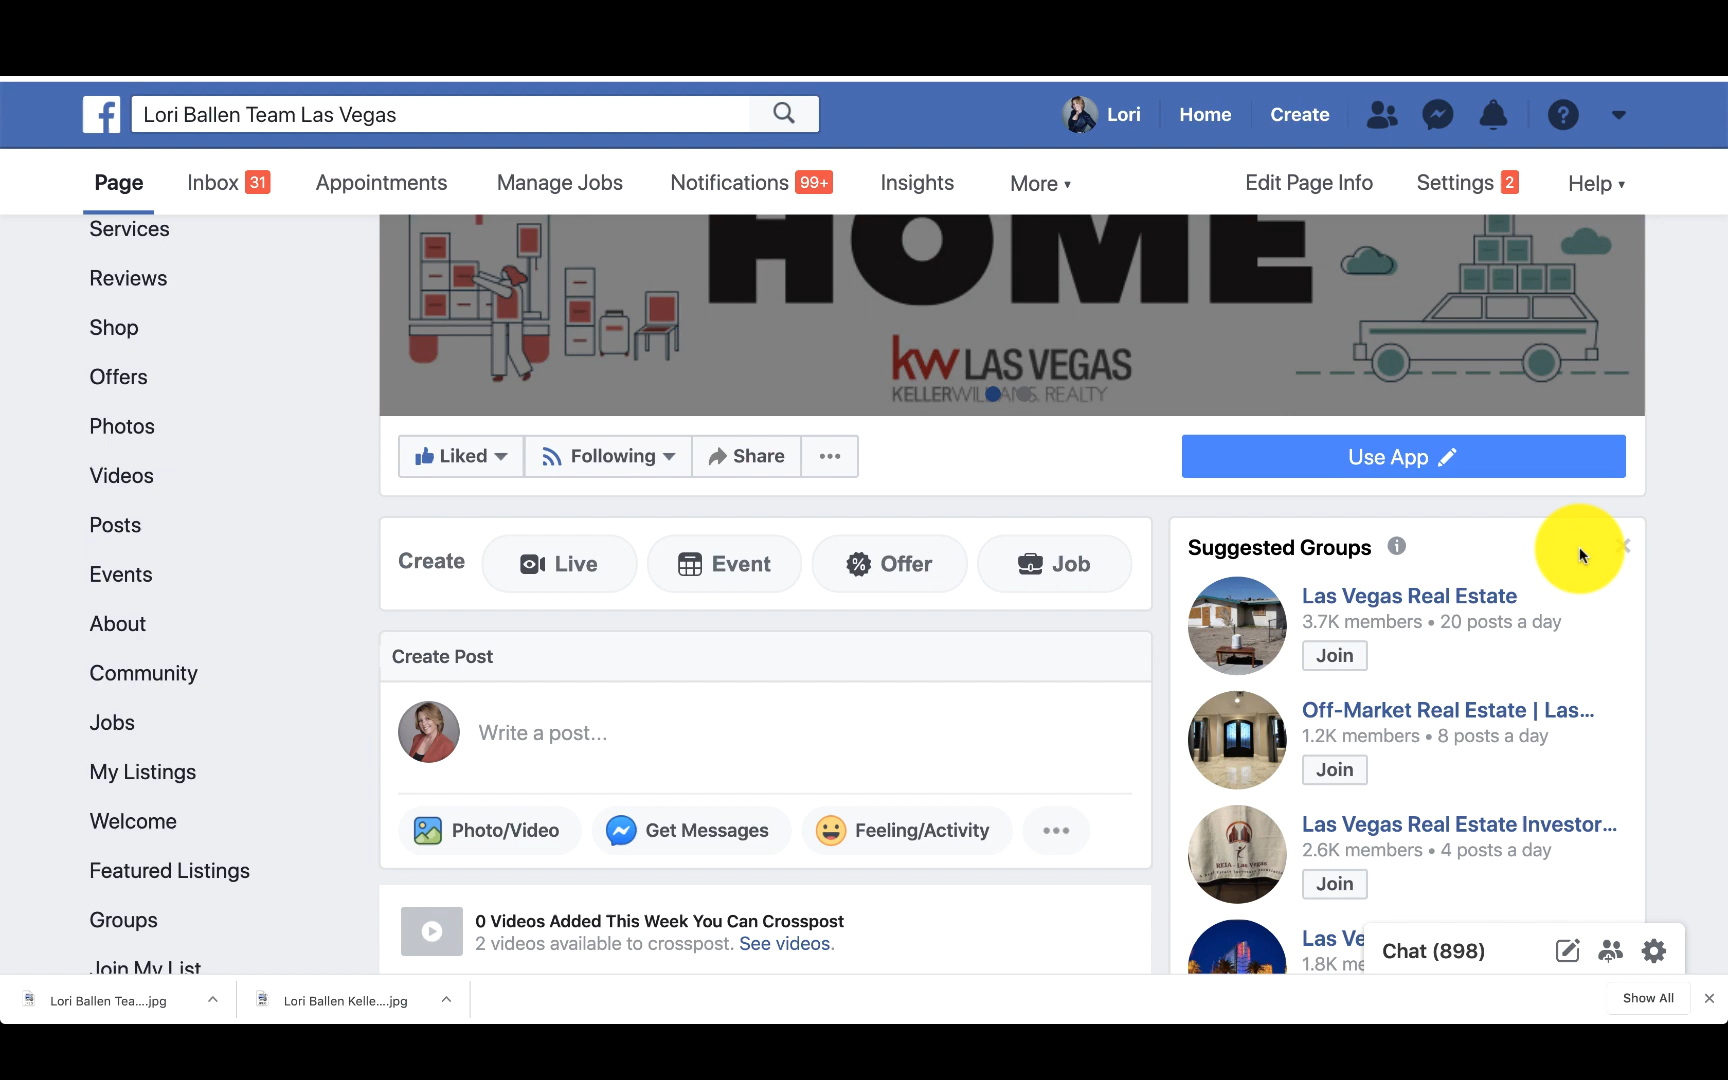 Lori Ballen Team Las Vegas
Lori
Home
Create
Page
Inbox 31
Appointments
Manage Jobs
Notifications 99+
Insights
More
Edit Page Info
Settings 2
Help
Services
Reviews
Shop
Offers
Photos
Videos
Posts
Events
About
Community
Jobs
My Listings
Welcome
Featured Listings
Groups
Join My List
HOME
kw LAS VEGAS
KELLERWILLIAMS. REALTY
Liked
Following
Share
Use App
Create
Live
Event
Offer
Job
Create Post
Write a post...
Photo/Video
Get Messages
Feeling/Activity
0 Videos Added This Week You Can Crosspost
2 videos available to crosspost. See videos.
Suggested Groups
Las Vegas Real Estate
3.7K members • 20 posts a day
Join
Off-Market Real Estate | Las...
1.2K members • 8 posts a day
Join
Las Vegas Real Estate Investor...
2.6K members • 4 posts a day
Join
Las Ve
1.8K me
Chat (898)
Lori Ballen Tea....jpg
Lori Ballen Kelle....jpg
Show All